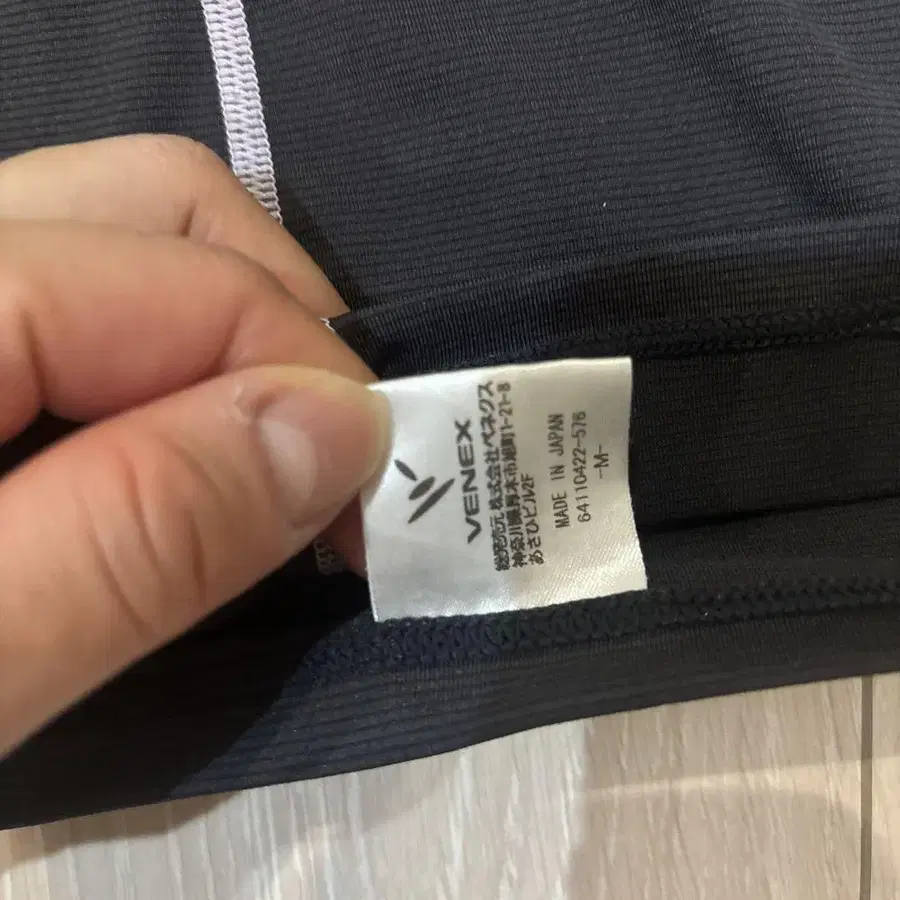 VENEX
総発売元 株式会社ベネクス
神奈川県厚木市旭町1-21-8
あさひビル2F
MADE IN JAPAN
64110422-576
-M-